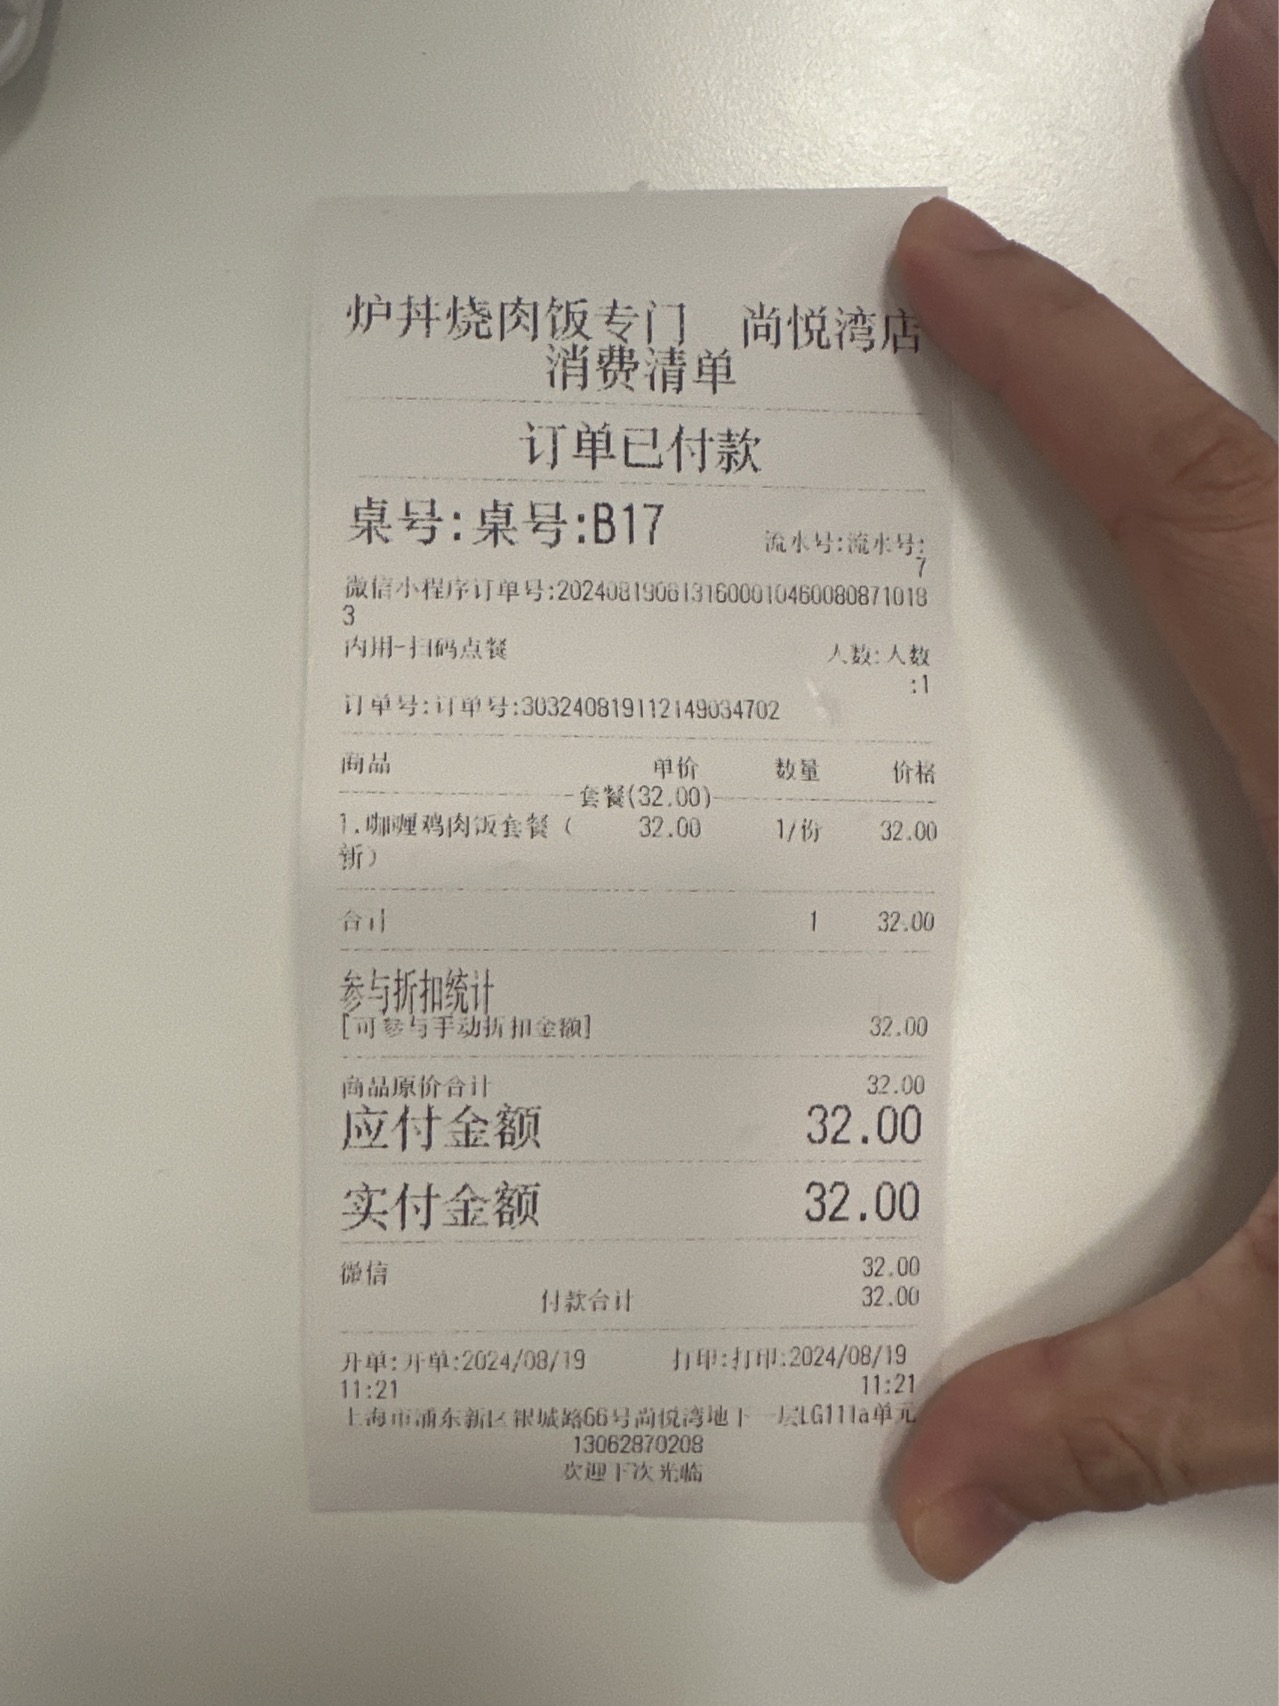 炉丼烧肉饭专门 尚悦湾店
消费清单
订单已付款
桌号:桌号:B17
流水号:流水号:
7
微信小程序订单号:2024081908131600010460080871018
3
内用-扫码点餐
人数:人数
:1
订单号:订单号:303240819112149034702
商品 单价 数量 价格
套餐(32.00)
1.咖喱鸡肉饭套餐（ 32.00 1/份 32.00
新）
合计 1 32.00
参与折扣统计
[可参与手动折扣金额] 32.00
商品原价合计 32.00
应付金额 32.00
实付金额 32.00
微信 32.00
付款合计 32.00
开单:开单:2024/08/19 打印:打印:2024/08/19
11:21 11:21
上海市浦东新区银城路66号尚悦湾地下一层LG111a单元
13062870208
欢迎下次光临